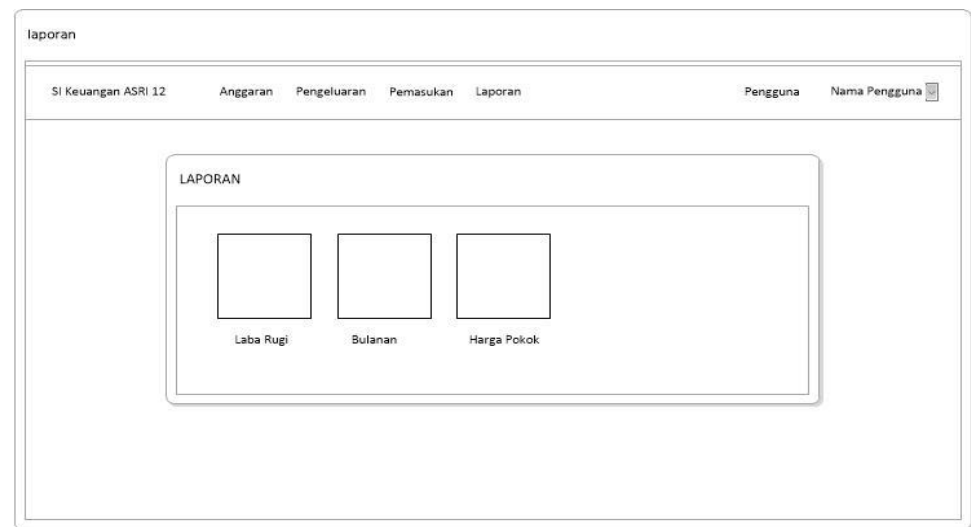 laporan
SI Keuangan ASRI 12 Anggaran Pengeluaran Pemasukan Laporan Pengguna Nama Pengguna
LAPORAN
Laba Rugi Bulanan Harga Pokok